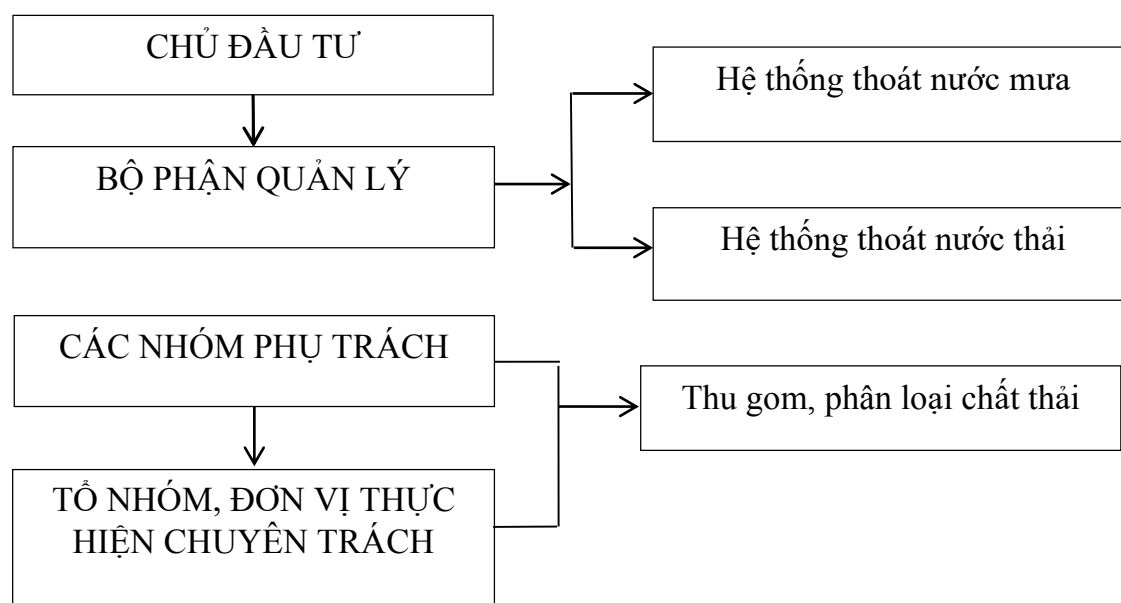 CHỦ ĐẦU TƯ
Hệ thống thoát nước mưa
BỘ PHẬN QUẢN LÝ
Hệ thống thoát nước thải
CÁC NHÓM PHỤ TRÁCH
Thu gom, phân loại chất thải
TỔ NHÓM, ĐƠN VỊ THỰC
HIỆN CHUYÊN TRÁCH